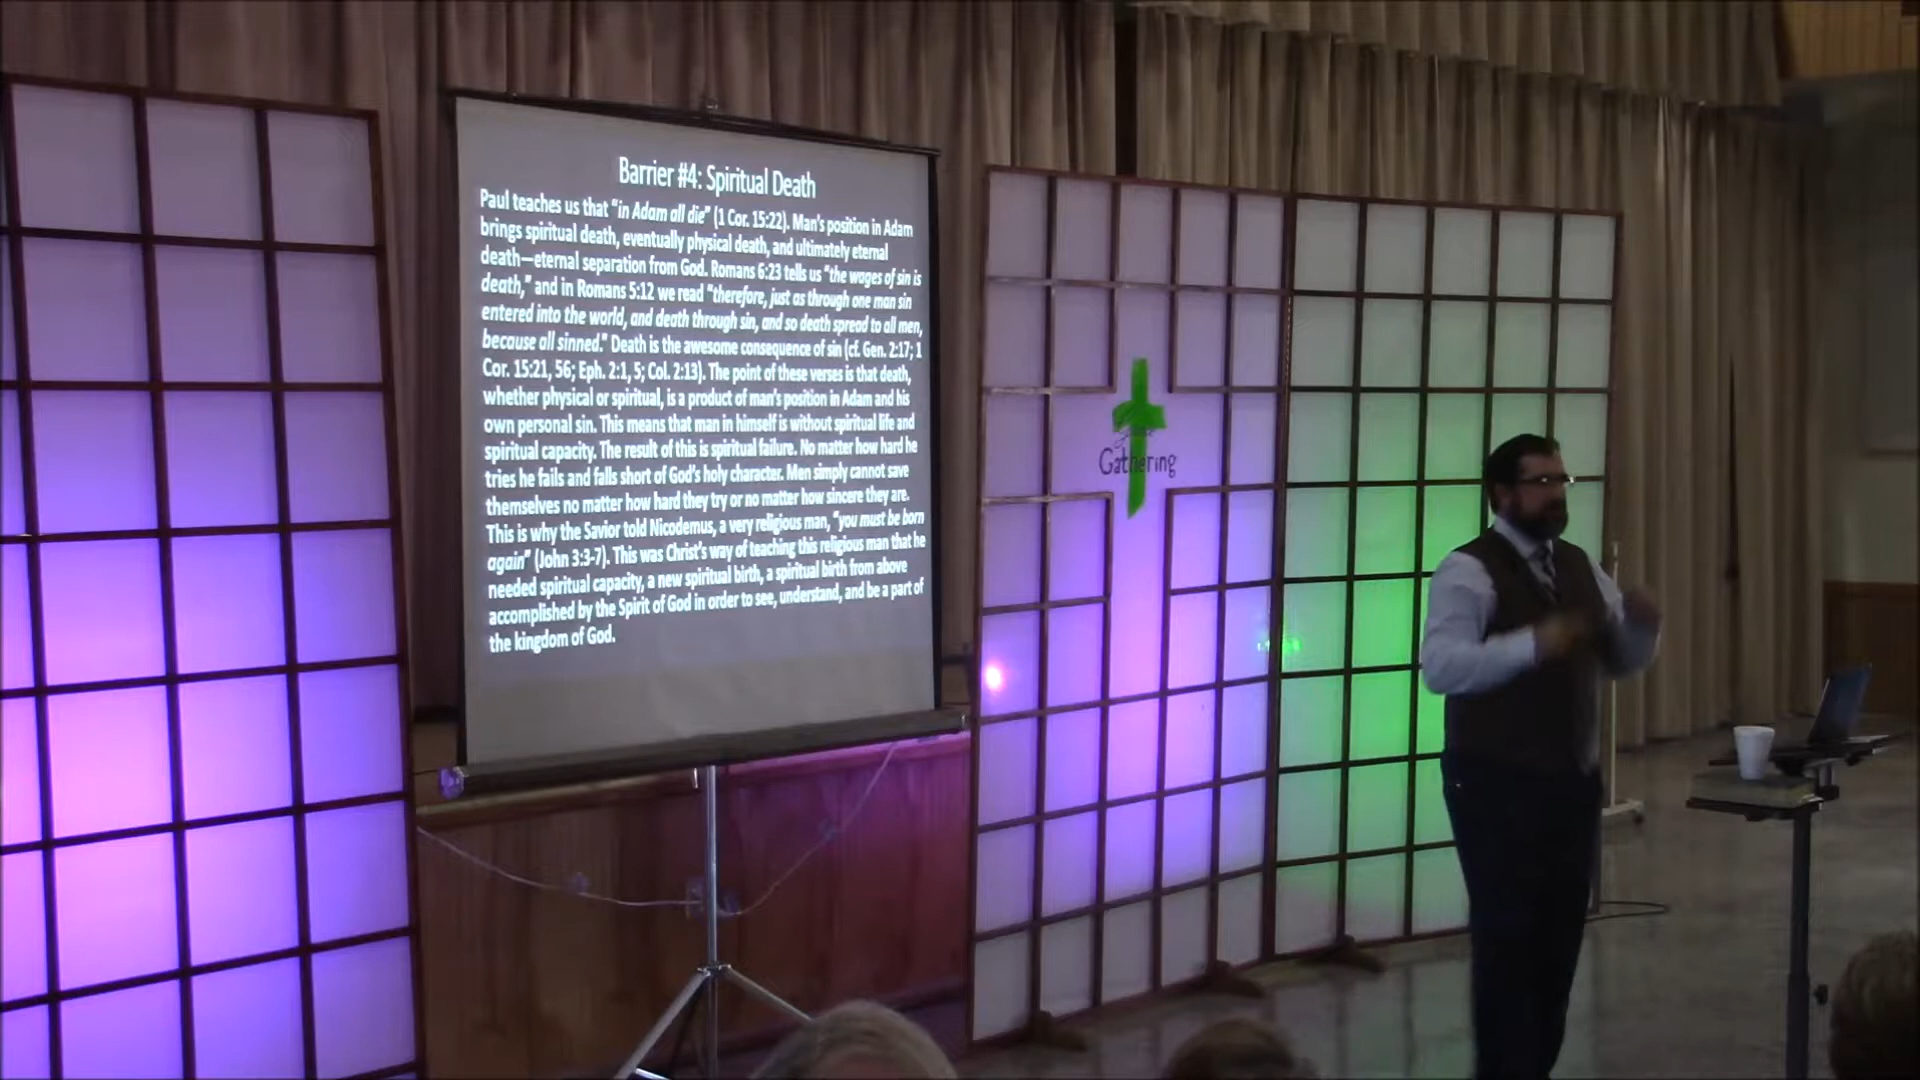 Barrier #4: Spiritual Death
Paul teaches us that “in Adam all die” (1 Cor. 15:22). Man’s position in Adam
brings spiritual death, eventually physical death, and ultimately eternal
death—eternal separation from God. Romans 6:23 tells us “the wages of sin is
death,” and in Romans 5:12 we read “therefore, just as through one man sin
entered into the world, and death through sin, and so death spread to all men,
because all sinned.” Death is the awesome consequence of sin (cf. Gen. 2:17; 1
Cor. 15:21, 56; Eph. 2:1, 5; Col. 2:13). The point of these verses is that death,
whether physical or spiritual, is a product of man’s position in Adam and his
own personal sin. This means that man in himself is without spiritual life and
spiritual capacity. The result of this is spiritual failure. No matter how hard he
tries he fails and falls short of God’s holy character. Men simply cannot save
themselves no matter how hard they try or no matter how sincere they are.
This is why the Savior told Nicodemus, a very religious man, “you must be born
again” (John 3:3-7). This was Christ’s way of teaching this religious man that he
needed spiritual capacity, a new spiritual birth, a spiritual birth from above
accomplished by the Spirit of God in order to see, understand, and be a part of
the kingdom of God.
Gathering